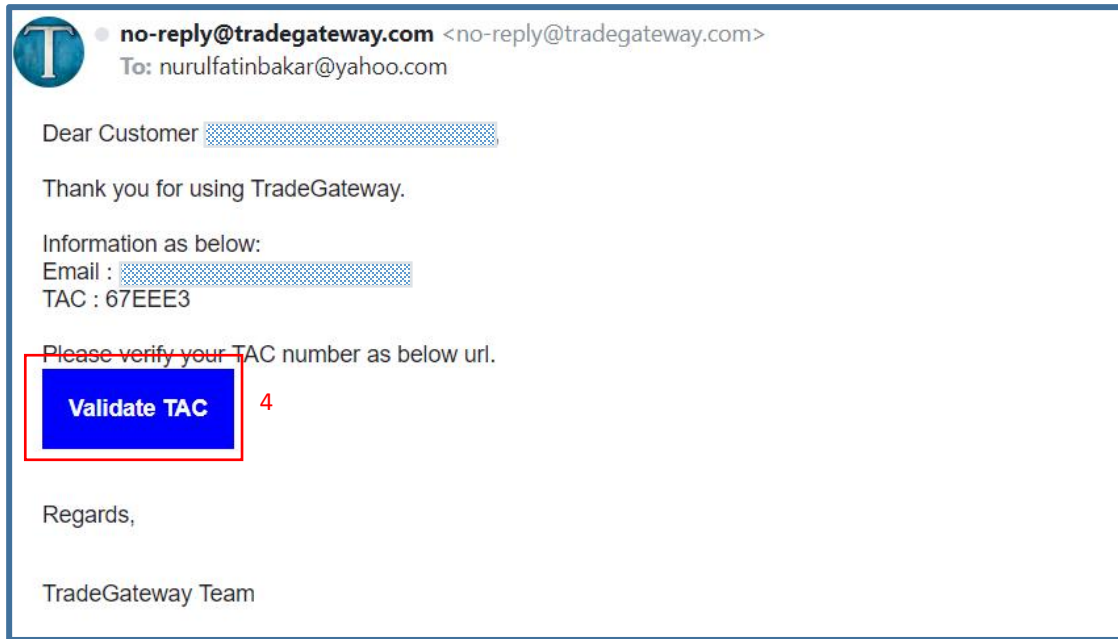 T
no-reply@tradegateway.com <no-reply@tradegateway.com>
To: nurulfatinbakar@yahoo.com
Dear Customer ,
Thank you for using TradeGateway.
Information as below:
Email :
TAC : 67EEE3
Please verify your TAC number as below url.
Validate TAC 4
Regards,
TradeGateway Team